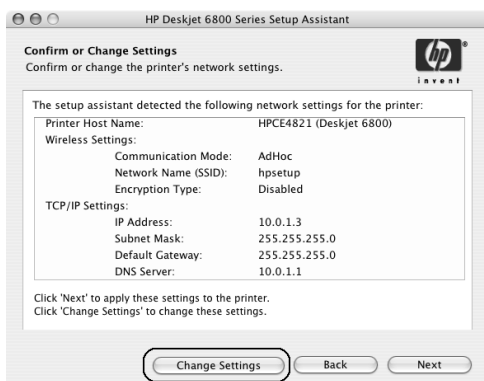 HP Deskjet 6800 Series Setup Assistant
Confirm or Change Settings
Confirm or change the printer's network settings.
hp
®
invent
The setup assistant detected the following network settings for the printer:
Printer Host Name: HPCE4821 (Deskjet 6800)
Wireless Settings:
Communication Mode: AdHoc
Network Name (SSID): hpsetup
Encryption Type: Disabled
TCP/IP Settings:
IP Address: 10.0.1.3
Subnet Mask: 255.255.255.0
Default Gateway: 255.255.255.0
DNS Server: 10.0.1.1
Click 'Next' to apply these settings to the printer.
Click 'Change Settings' to change these settings.
Change Settings Back Next